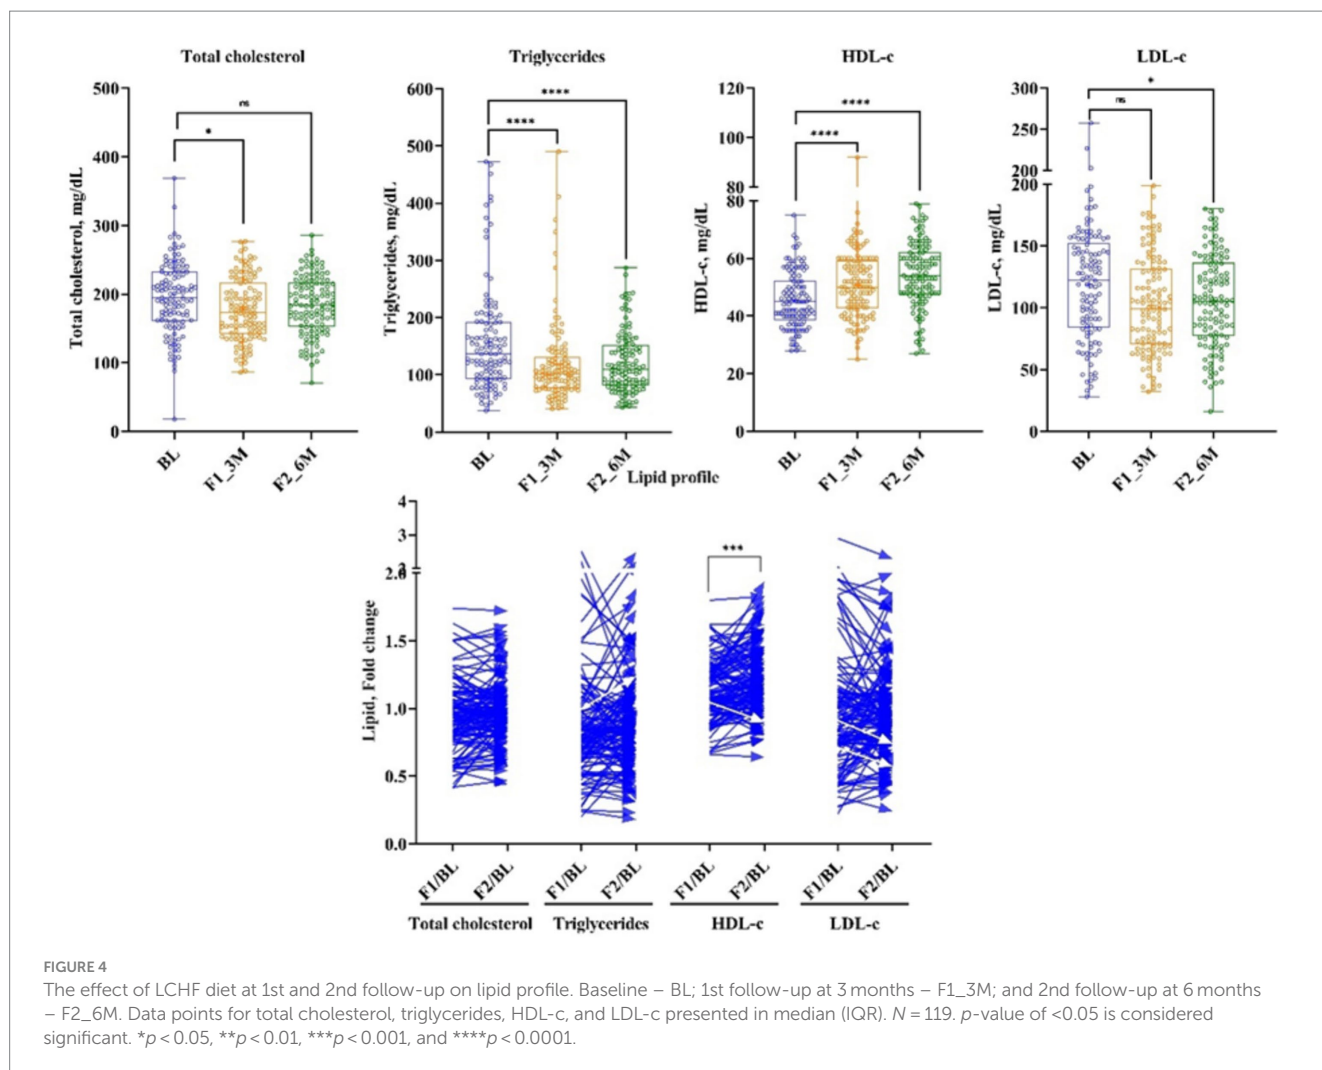 Total cholesterol
Triglycerides
HDL-c
LDL-c
Total cholesterol, mg/dL
500
400
300
200
100
0
ns
*
BL
F1_3M
F2_6M
Triglycerides, mg/dL
600
500
400
300
200
100
0
****
****
BL
F1_3M
F2_6M
HDL-c, mg/dL
120
100
80
80
60
40
20
0
****
****
BL
F1_3M
F2_6M
LDL-c, mg/dL
300
250
200
200
150
100
50
0
*
ns
BL
F1_3M
F2_6M
Lipid profile
Lipid, Fold change
4
3
2
2.0
1.5
1.0
0.5
0.0
***
F1/BL
F2/BL
F1/BL
F2/BL
F1/BL
F2/BL
F1/BL
F2/BL
Total cholesterol
Triglycerides
HDL-c
LDL-c
FIGURE 4
The effect of LCHF diet at 1st and 2nd follow-up on lipid profile. Baseline – BL; 1st follow-up at 3 months – F1_3M; and 2nd follow-up at 6 months
– F2_6M. Data points for total cholesterol, triglycerides, HDL-c, and LDL-c presented in median (IQR). N = 119. p-value of <0.05 is considered
significant. *p < 0.05, **p < 0.01, ***p < 0.001, and ****p < 0.0001.